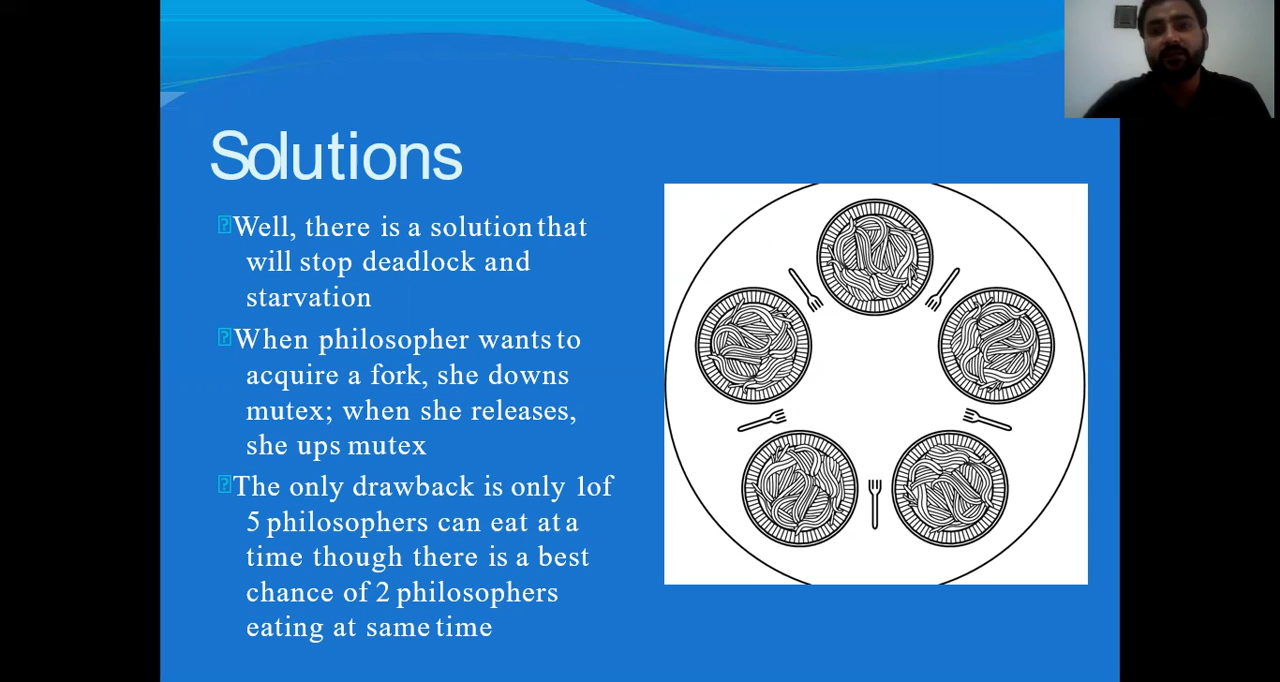 Solutions
Well, there is a solution that
will stop deadlock and
starvation
When philosopher wants to
acquire a fork, she downs
mutex; when she releases,
she ups mutex
The only drawback is only 1of
5 philosophers can eat at a
time though there is a best
chance of 2 philosophers
eating at same time